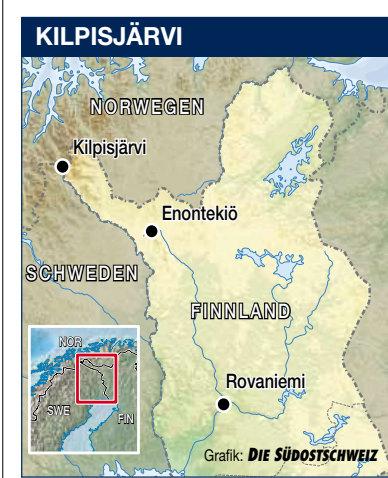 KILPISJÄRVI
NORWEGEN
Kilpisjärvi
Enontekiö
SCHWEDEN
FINNLAND
NOR
SWE
FIN
Rovaniemi
Grafik: DIE SÜDOSTSCHWEIZ